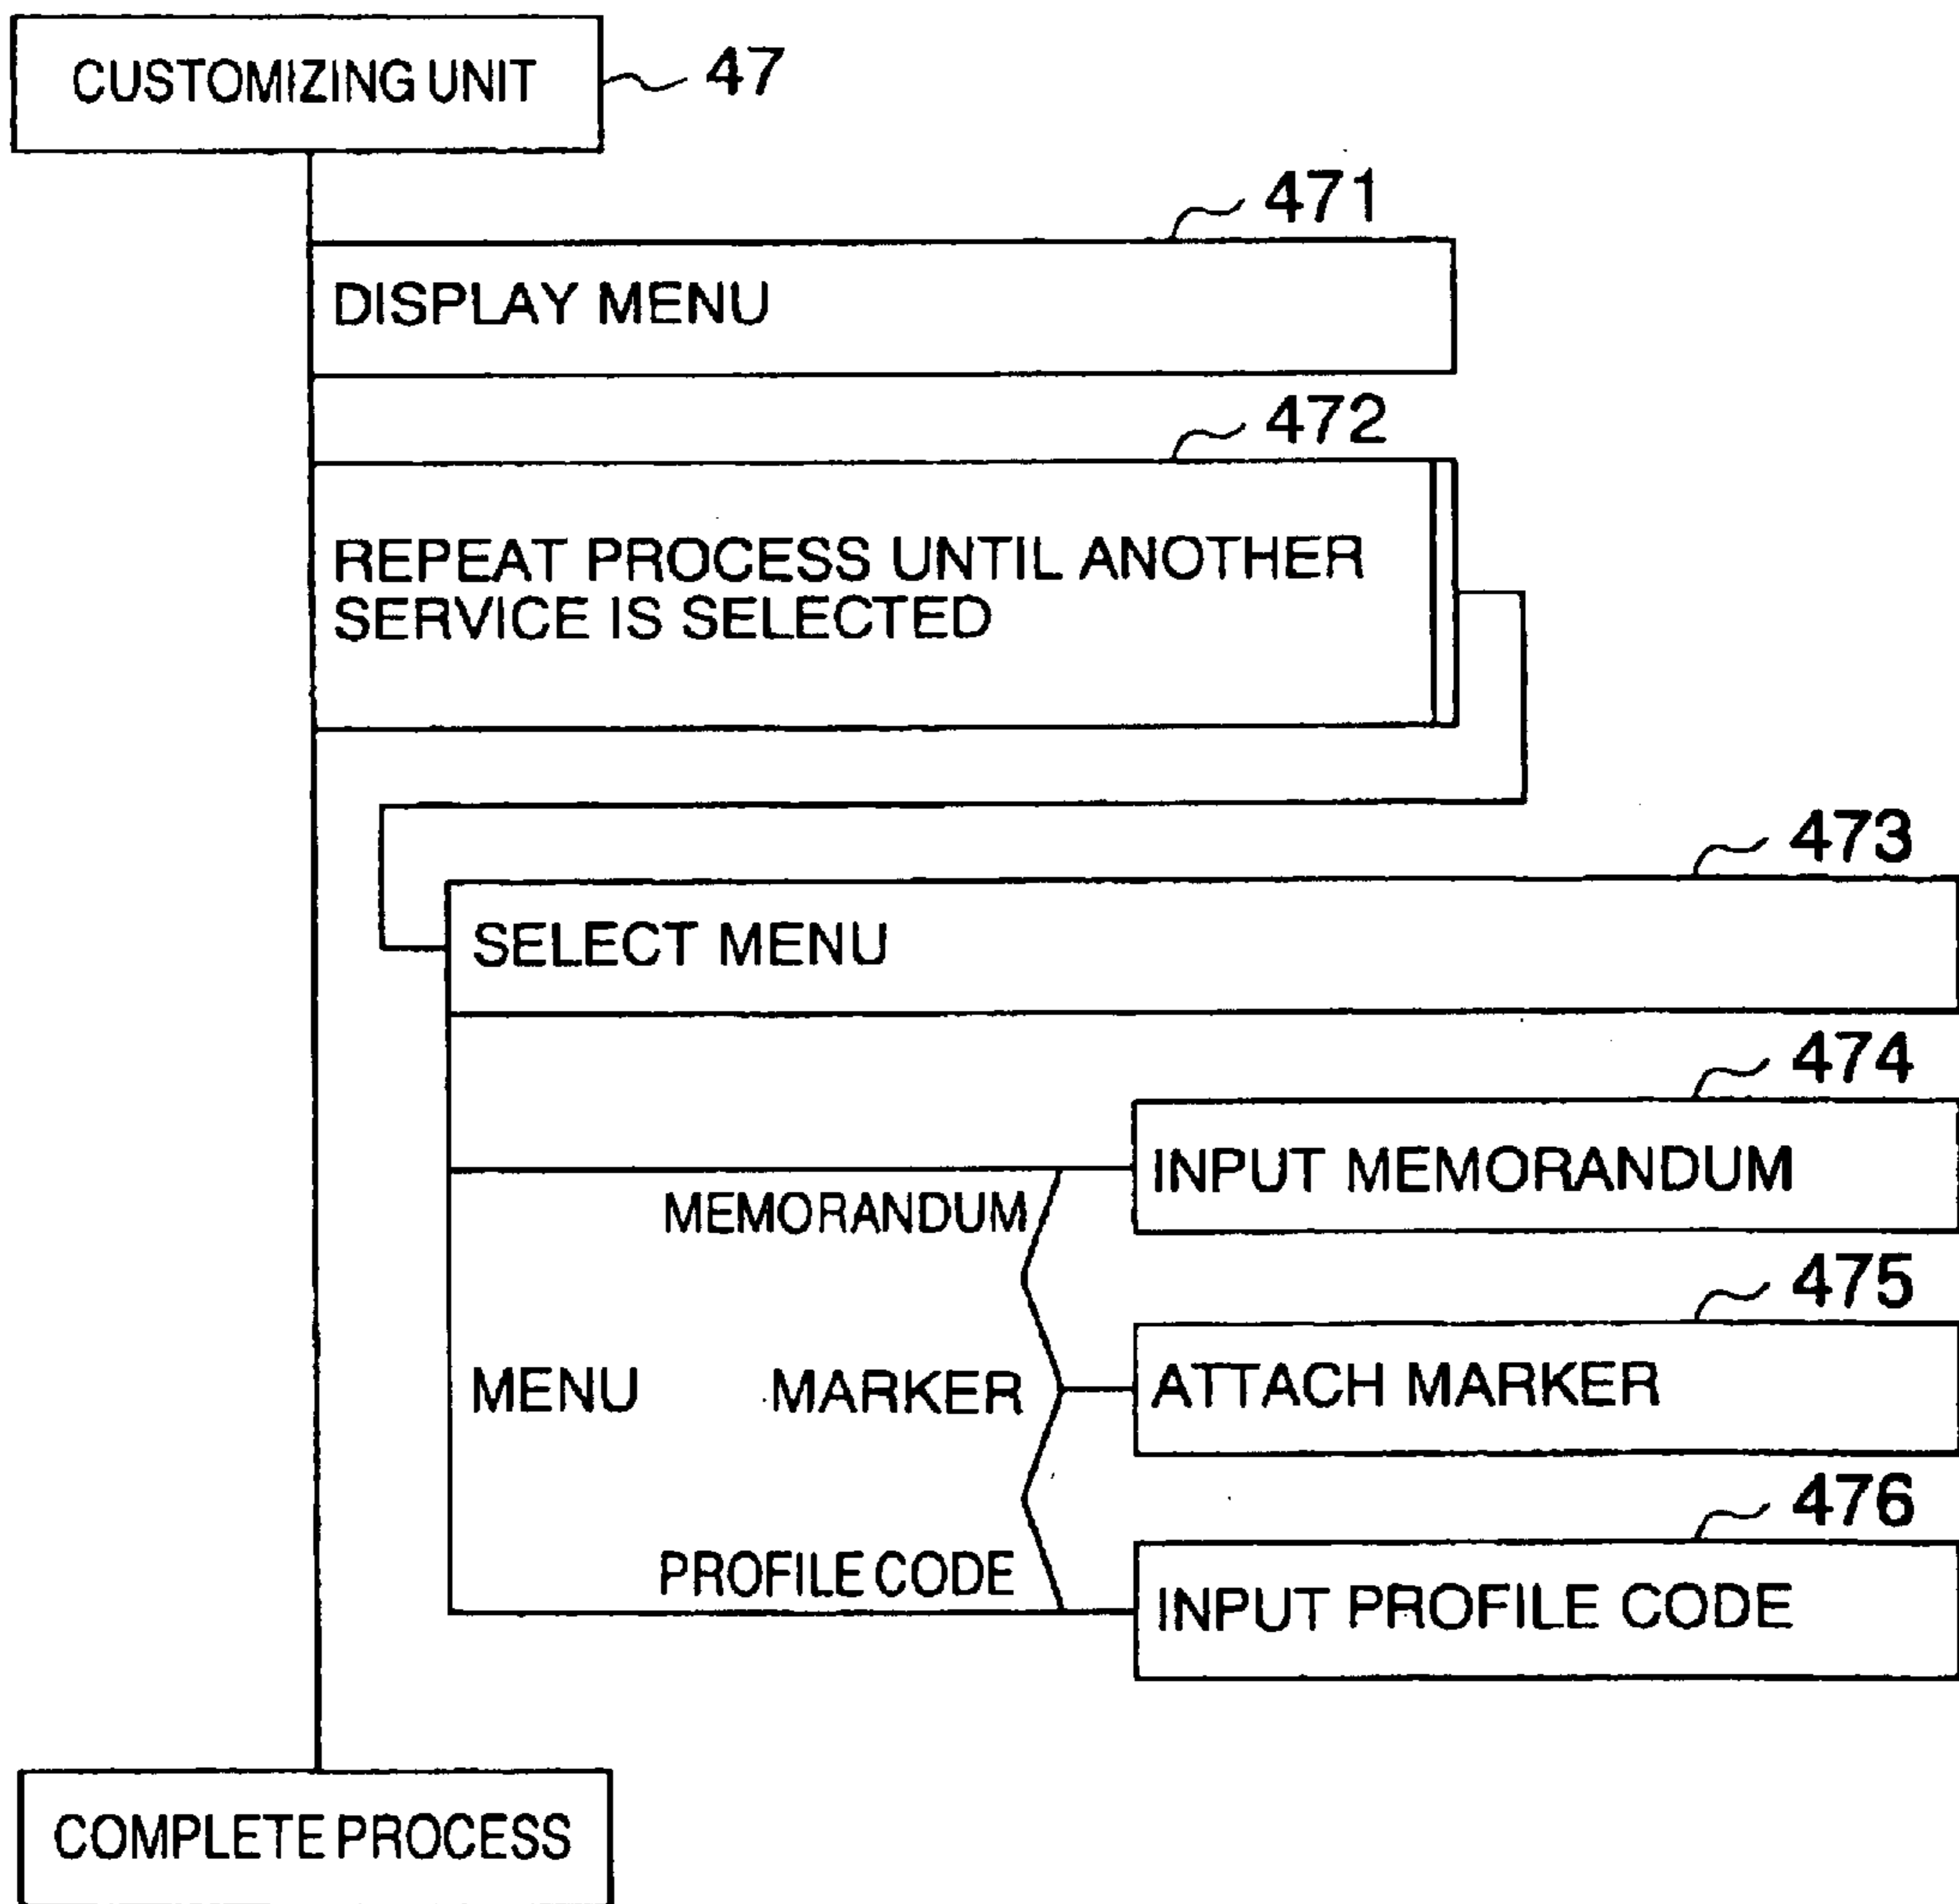 CUSTOMIZING UNIT
47
471
DISPLAY MENU
472
REPEAT PROCESS UNTIL ANOTHER
SERVICE IS SELECTED
473
SELECT MENU
474
INPUT MEMORANDUM
MEMORANDUM
475
MENU
MARKER
ATTACH MARKER
476
PROFILE CODE
INPUT PROFILE CODE
COMPLETE PROCESS